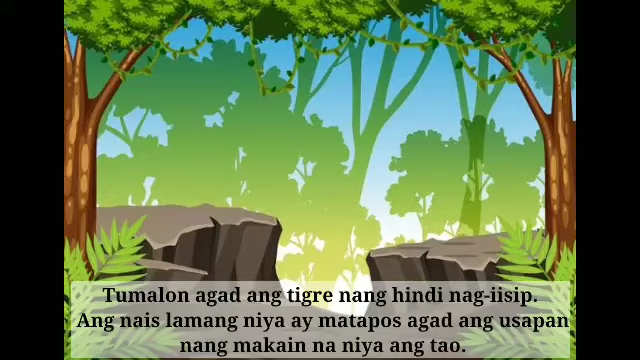 Tumalon agad ang tigre nang hindi nag-iisip.
Ang nais lamang niya ay matapos agad ang usapan
nang makain na niya ang tao.